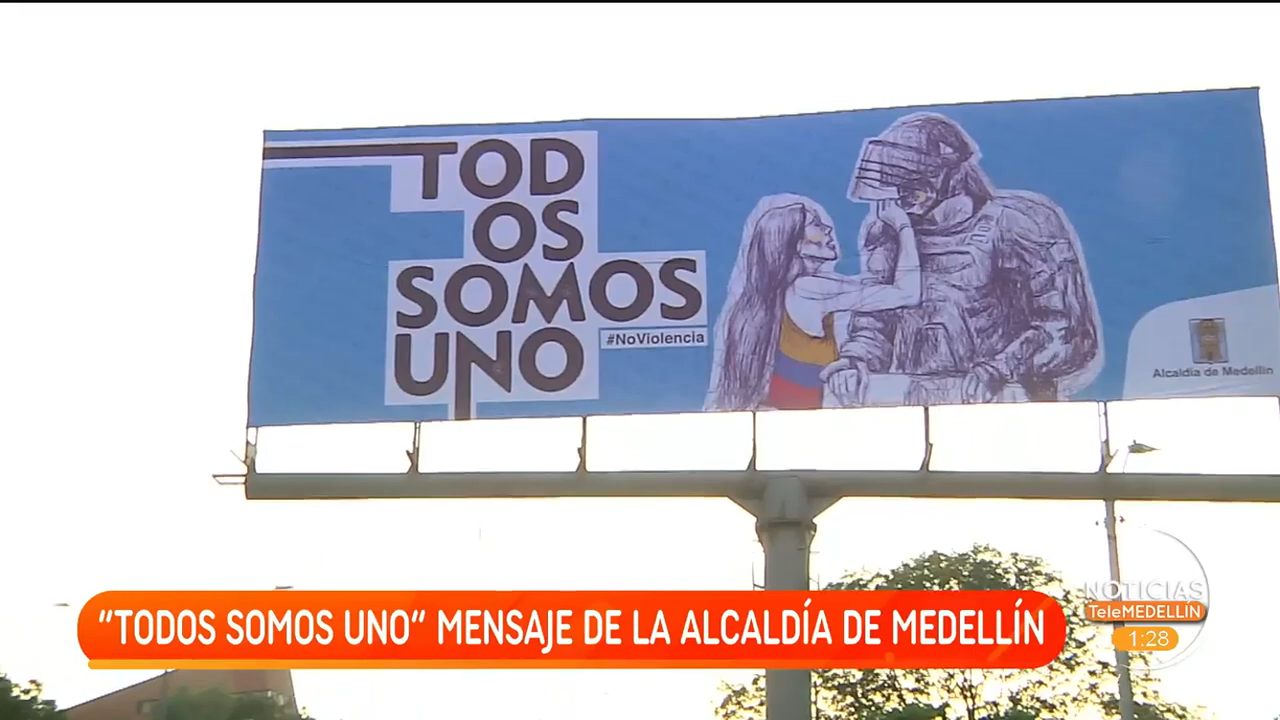 TOD
OS
SOMOS
UNO
#NoViolencia
Alcaldía de Medellín
"TODOS SOMOS UNO" MENSAJE DE LA ALCALDÍA DE MEDELLÍN
NOTICIAS
TeleMEDELLÍN
1:28